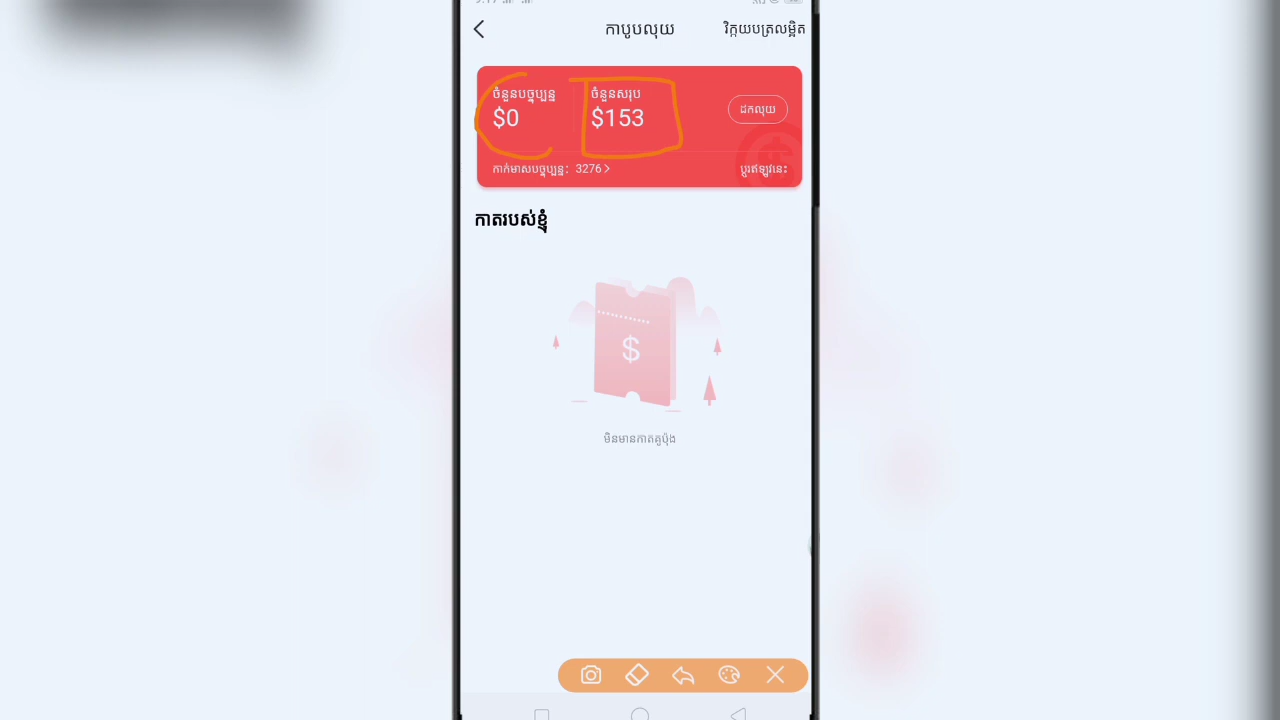 កាបូបលុយ
វិក្កយបត្រលម្អិត
ចំនួនបច្ចុប្បន្ន
ចំនួនសរុប
$0
$153
ដកលុយ
កាក់មាសបច្ចុប្បន្ន: 3276 >
ប្តូរឥឡូវនេះ
កាតរបស់ខ្ញុំ
$
មិនមានកាតគូប៉ុង